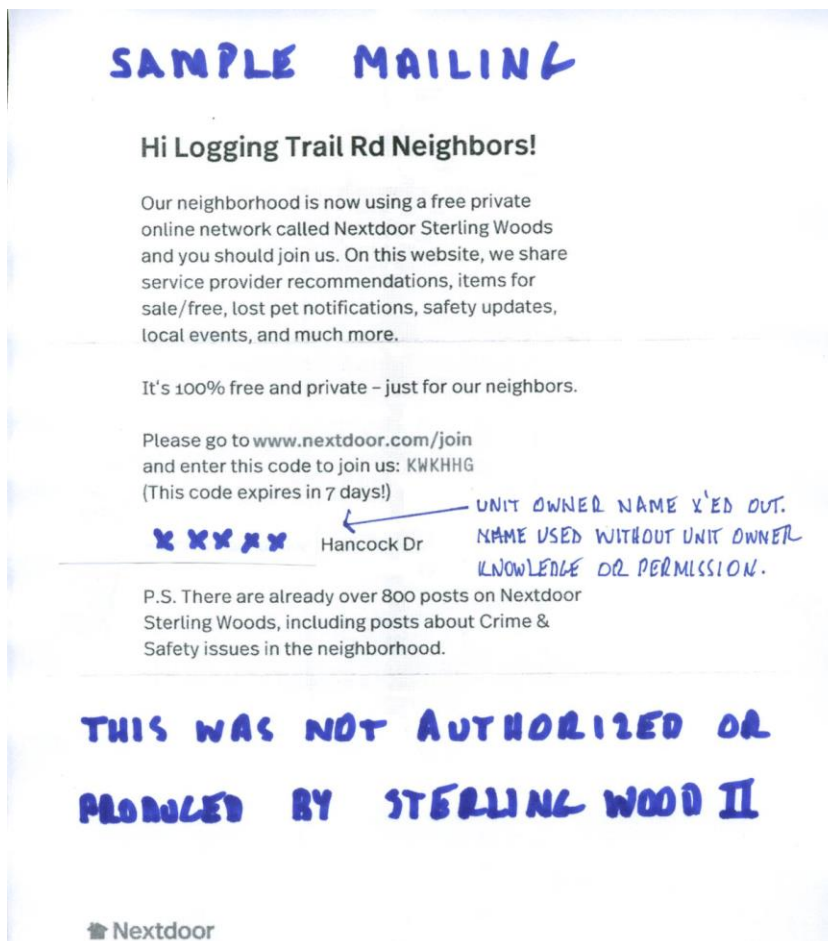 SAMPLE MAILING
Hi Logging Trail Rd Neighbors!
Our neighborhood is now using a free private
online network called Nextdoor Sterling Woods
and you should join us. On this website, we share
service provider recommendations, items for
sale/free, lost pet notifications, safety updates,
local events, and much more.
It's 100% free and private – just for our neighbors.
Please go to www.nextdoor.com/join
and enter this code to join us: KWKHHG
(This code expires in 7 days!)
UNIT OWNER NAME X'ED OUT.
NAME USED WITHOUT UNIT OWNER
KNOWLEDGE OR PERMISSION.
X X X X X Hancock Dr
P.S. There are already over 800 posts on Nextdoor
Sterling Woods, including posts about Crime &
Safety issues in the neighborhood.
THIS WAS NOT AUTHORIZED OR
PRODUCED BY STERLING WOOD II
Nextdoor